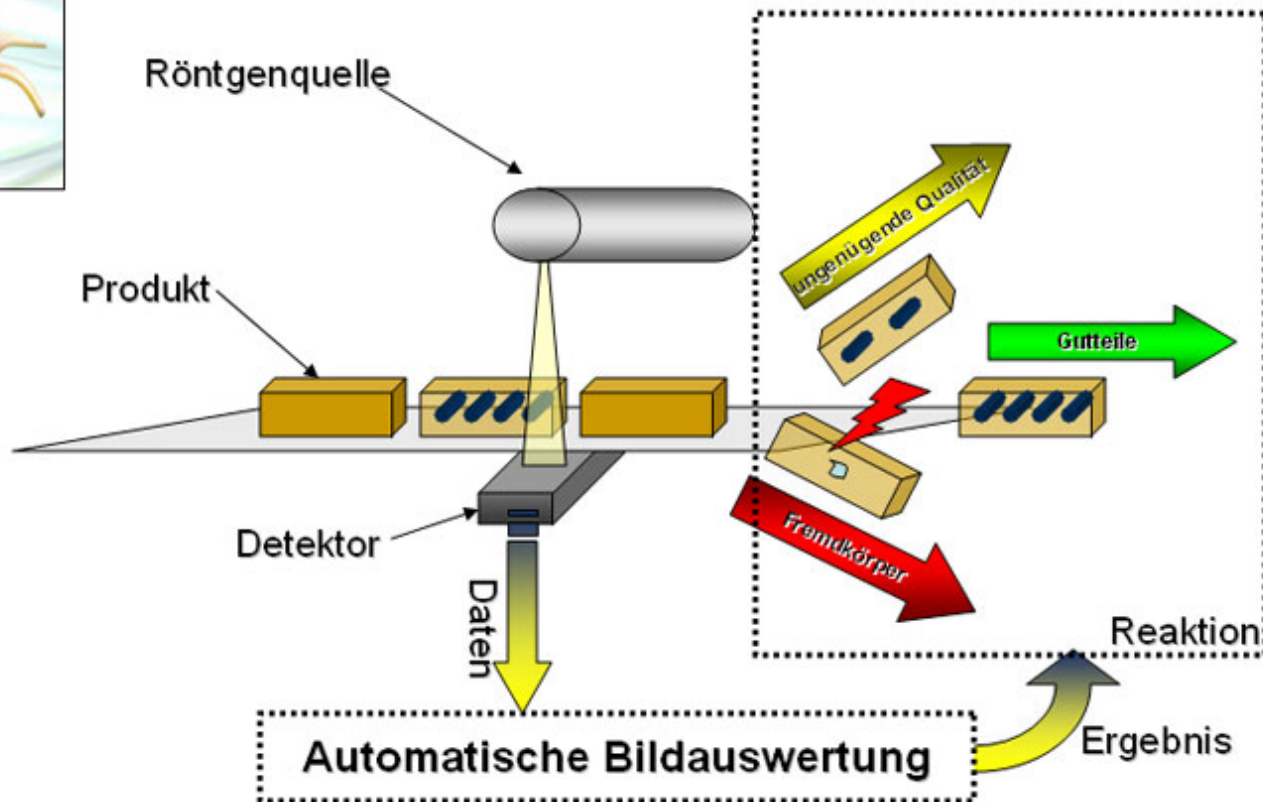 Röntgenquelle
ungenügende Qualität
Produkt
Gutteile
Detektor
Fremdkörper
Daten
Reaktion
Automatische Bildauswertung
Ergebnis